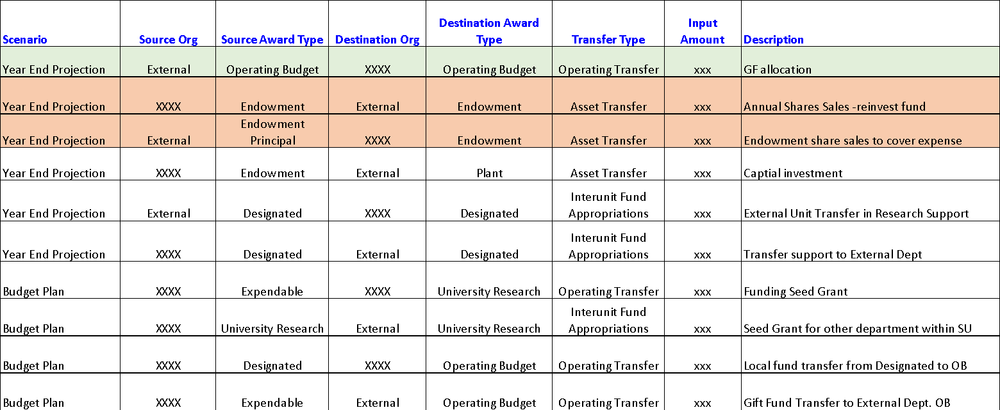 Scenario Source Org Source Award Type Destination Org Destination Award Type Transfer Type Input Amount Description
Year End Projection External Operating Budget XXXX Operating Budget Operating Transfer xxx GF allocation
Year End Projection XXXX Endowment External Endowment Asset Transfer xxx Annual Shares Sales -reinvest fund
Year End Projection External Endowment Principal XXXX Endowment Asset Transfer xxx Endowment share sales to cover expense
Year End Projection XXXX Endowment External Plant Asset Transfer xxx Captial investment
Year End Projection External Designated XXXX Designated Interunit Fund Appropriations xxx External Unit Transfer in Research Support
Year End Projection XXXX Designated External Designated Interunit Fund Appropriations xxx Transfer support to External Dept
Budget Plan XXXX Expendable XXXX University Research Operating Transfer xxx Funding Seed Grant
Budget Plan XXXX University Research External University Research Interunit Fund Appropriations xxx Seed Grant for other department within SU
Budget Plan XXXX Designated XXXX Operating Budget Operating Transfer xxx Local fund transfer from Designated to OB
Budget Plan XXXX Expendable External Operating Budget Operating Transfer xxx Gift Fund Transfer to External Dept. OB